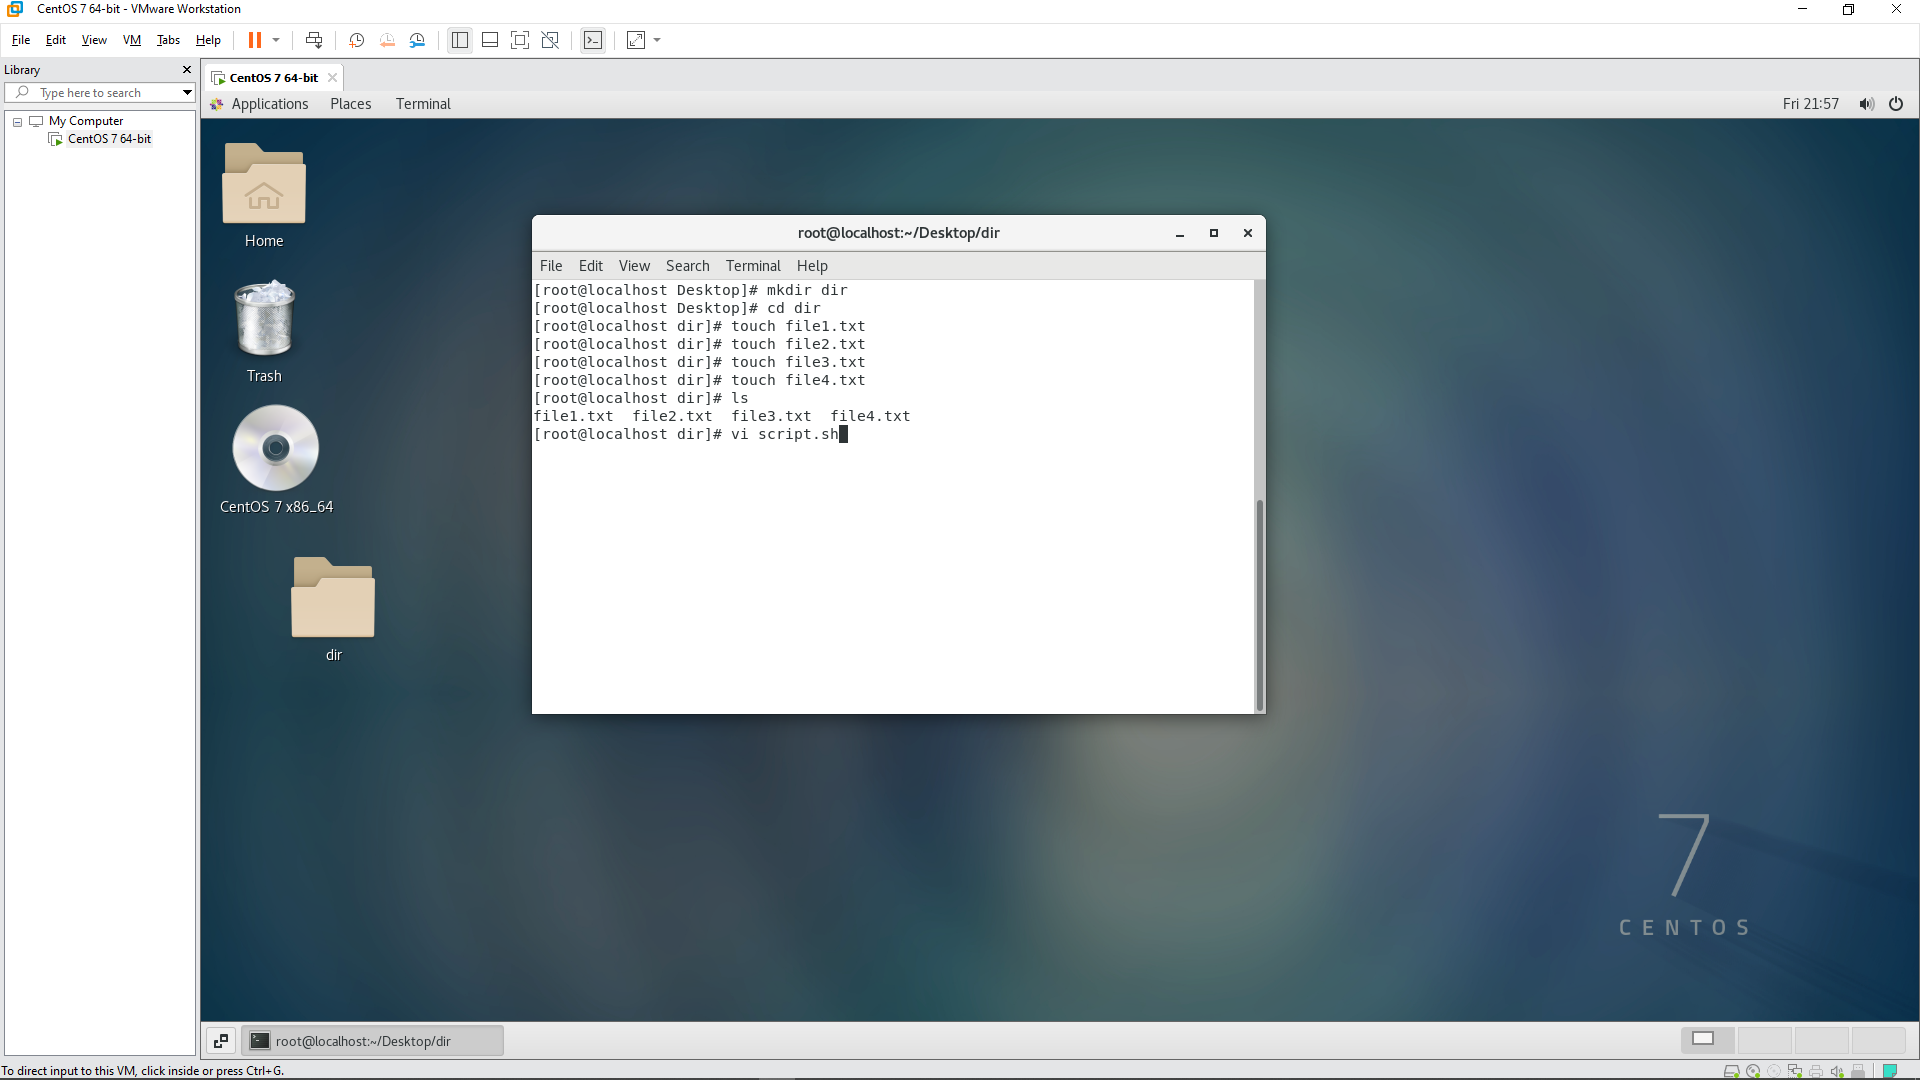 CentOS 7 64-bit - VMware Workstation
File Edit View VM Tabs Help
Library
Type here to search
My Computer
CentOS 7 64-bit
CentOS 7 64-bit
Applications Places Terminal Fri 21:57
Home
Trash
CentOS 7 x86_64
dir
root@localhost:~/Desktop/dir
File Edit View Search Terminal Help
[root@localhost Desktop]# mkdir dir
[root@localhost Desktop]# cd dir
[root@localhost dir]# touch file1.txt
[root@localhost dir]# touch file2.txt
[root@localhost dir]# touch file3.txt
[root@localhost dir]# touch file4.txt
[root@localhost dir]# ls
file1.txt  file2.txt  file3.txt  file4.txt
[root@localhost dir]# vi script.sh
7
CENTOS
root@localhost:~/Desktop/dir
To direct input to this VM, click inside or press Ctrl+G.